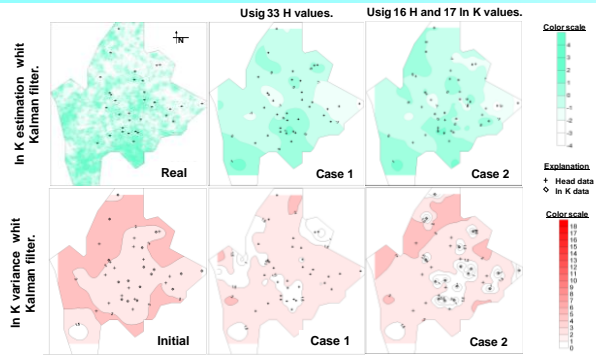 Usig 33 H values.
Usig 16 H and 17 ln K values.
ln K estimation whit
Kalman filter.
N
Real
Case 1
Case 2
Color scale
4
3
2
1
0
-1
-2
-3
-4
Explanation
Head data
ln K data
ln K variance whit
Kalman filter.
Initial
Case 1
Case 2
Color scale
18
17
16
15
14
13
12
11
10
9
8
7
6
5
4
3
2
1
0